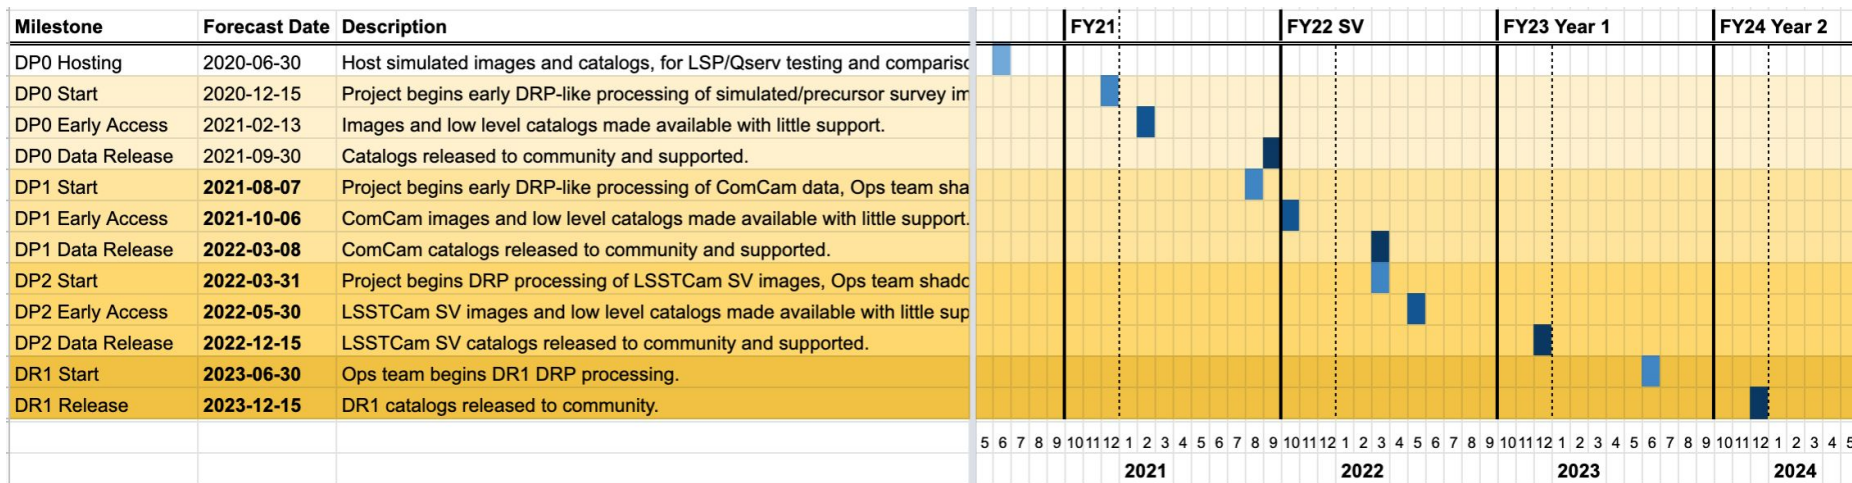 Milestone Forecast Date Description FY21 FY22 SV FY23 Year 1 FY24 Year 2
DP0 Hosting 2020-06-30 Host simulated images and catalogs, for LSP/Qserv testing and
DP0 Start 2020-12-15 Project begins early DRP-like processing of simulated/precursor survey
DP0 Early Access 2021-02-13 Images and low level catalogs made available with little support.
DP0 Data Release 2021-09-30 Catalogs released to community and supported.
DP1 Start 2021-08-07 Project begins early DRP-like processing of ComCam data, Ops team sha
DP1 Early Access 2021-10-06 ComCam images and low level catalogs made available with little support.
DP1 Data Release 2022-03-08 ComCam catalogs released to community and supported.
DP2 Start 2022-03-31 Project begins DRP processing of LSSTCam SV images, Ops team
DP2 Early Access 2022-05-30 LSSTCam SV images and low level catalogs made available with little sup
DP2 Data Release 2022-12-15 LSSTCam SV catalogs released to community and supported.
DR1 Start 2023-06-30 Ops team begins DR1 DRP processing.
DR1 Release 2023-12-15 DR1 catalogs released to community.
5 6 7 8 9 10 11 12 1 2 3 4 5 6 7 8 9 10 11 12 1 2 3 4 5 6 7 8 9 10 11 12 1 2 3 4 5 6 7 8 9 10 11 12 1 2 3 4 5
2021 2022 2023 2024